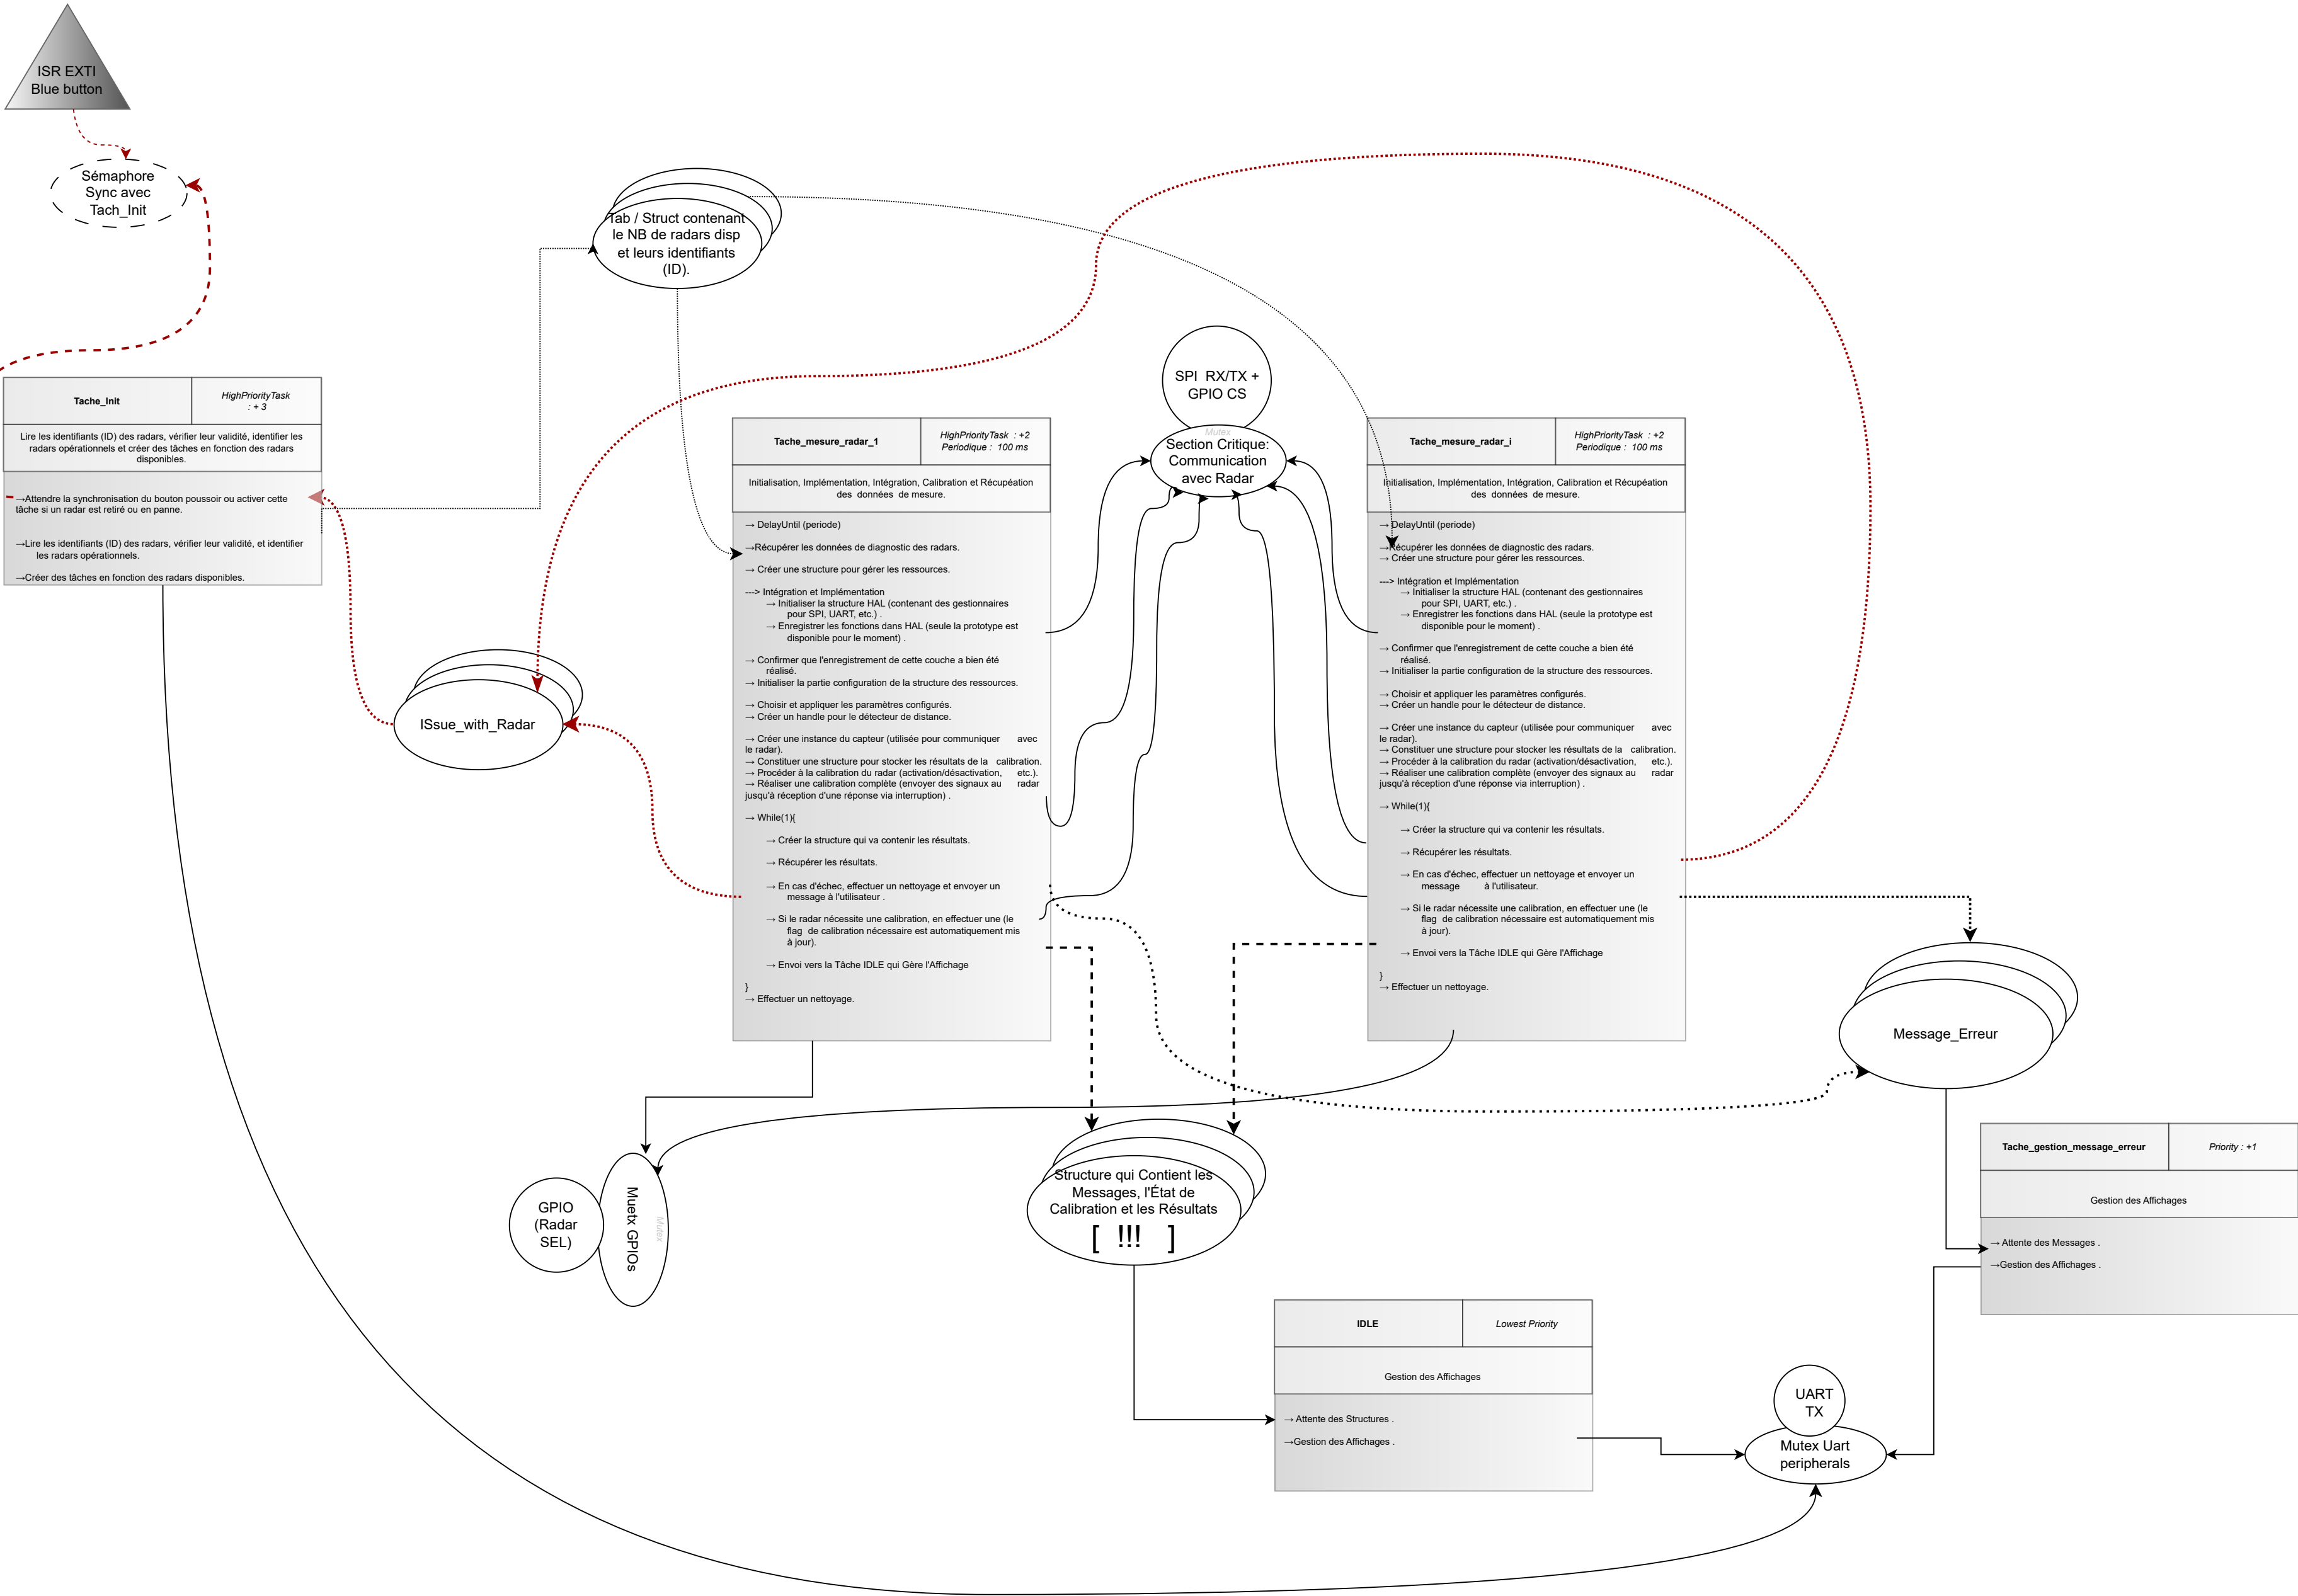 ISR EXTI
Blue button
Sémaphore
Sync avec
Tach_Init
Tab / Struct contenant
le NB de radars disp
et leurs identifiants
(ID).
SPI  RX/TX +
GPIO CS
Mutex
Section Critique:
Communication
avec Radar
Tache_Init
HighPriorityTask
: + 3
Lire les identifiants (ID) des radars, vérifier leur validité, identifier les
radars opérationnels et créer des tâches en fonction des radars
disponibles.
→Attendre la synchronisation du bouton poussoir ou activer cette
tâche si un radar est retiré ou en panne.
→Lire les identifiants (ID) des radars, vérifier leur validité, et identifier
les radars opérationnels.
→Créer des tâches en fonction des radars disponibles.
ISsue_with_Radar
Tache_mesure_radar_1
HighPriorityTask  : +2
Periodique :  100 ms
Initialisation, Implémentation, Intégration, Calibration et Récupération
des  données  de mesure.
→ DelayUntil (periode)
→Récupérer les données de diagnostic des radars.
→ Créer une structure pour gérer les ressources.
---> Intégration et Implémentation
→ Initialiser la structure HAL (contenant des gestionnaires
pour SPI, UART, etc.) .
→ Enregistrer les fonctions dans HAL (seule la prototype est
disponible pour le moment) .
→ Confirmer que l'enregistrement de cette couche a bien été
réalisé.
→ Initialiser la partie configuration de la structure des ressources.
→ Choisir et appliquer les paramètres configurés.
→ Créer un handle pour le détecteur de distance.
→ Créer une instance du capteur (utilisée pour communiquer avec
le radar).
→ Constituer une structure pour stocker les résultats de la calibration.
→ Procéder à la calibration du radar (activation/désactivation, etc.).
→ Réaliser une calibration complète (envoyer des signaux au radar
jusqu'à réception d'une réponse via interruption) .
→ While(1){
→ Créer la structure qui va contenir les résultats.
→ Récupérer les résultats.
→ En cas d'échec, effectuer un nettoyage et envoyer un
message à l'utilisateur .
→ Si le radar nécessite une calibration, en effectuer une (le
flag  de calibration nécessaire est automatiquement mis
à jour).
→ Envoi vers la Tâche IDLE qui Gère l'Affichage
}
→ Effectuer un nettoyage.
Tache_mesure_radar_i
HighPriorityTask  : +2
Periodique :  100 ms
Initialisation, Implémentation, Intégration, Calibration et Récupéation
des  données  de mesure.
→ DelayUntil (periode)
→Récupérer les données de diagnostic des radars.
→ Créer une structure pour gérer les ressources.
---> Intégration et Implémentation
→ Initialiser la structure HAL (contenant des gestionnaires
pour SPI, UART, etc.) .
→ Enregistrer les fonctions dans HAL (seule la prototype est
disponible pour le moment) .
→ Confirmer que l'enregistrement de cette couche a bien été
réalisé.
→ Initialiser la partie configuration de la structure des ressources.
→ Choisir et appliquer les paramètres configurés.
→ Créer un handle pour le détecteur de distance.
→ Créer une instance du capteur (utilisée pour communiquer avec
le radar).
→ Constituer une structure pour stocker les résultats de la calibration.
→ Procéder à la calibration du radar (activation/désactivation, etc.).
→ Réaliser une calibration complète (envoyer des signaux au radar
jusqu'à réception d'une réponse via interruption) .
→ While(1){
→ Créer la structure qui va contenir les résultats.
→ Récupérer les résultats.
→ En cas d'échec, effectuer un nettoyage et envoyer un
message à l'utilisateur.
→ Si le radar nécessite une calibration, en effectuer une (le
flag  de calibration nécessaire est automatiquement mis
à jour).
→ Envoi vers la Tâche IDLE qui Gère l'Affichage
}
→ Effectuer un nettoyage.
Message_Erreur
GPIO
(Radar
SEL)
Muetx GPIOs
Mutex
Structure qui Contient les
Messages, l'État de
Calibration et les Résultats
[ !!! ]
Tache_gestion_message_erreur
Priority : +1
Gestion des Affichages
→ Attente des Messages .
→Gestion des Affichages .
IDLE
Lowest Priority
Gestion des Affichages
→ Attente des Structures .
→Gestion des Affichages .
UART
TX
Mutex Uart
peripherals